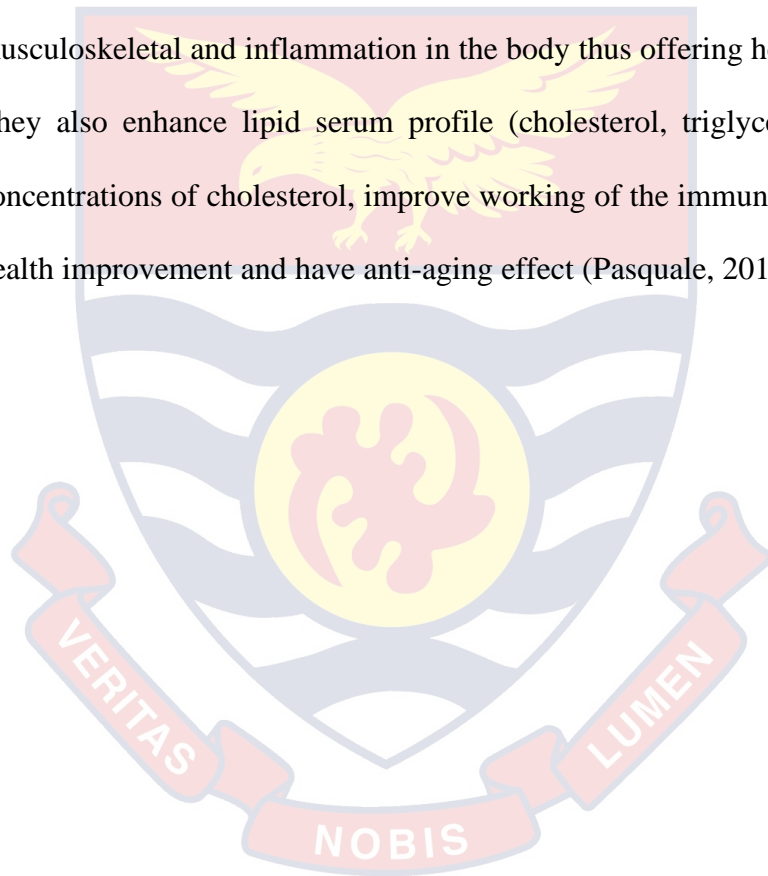 usculoskeletal and inflammation in the body thus offering h
hey also enhance lipid serum profile (cholesterol, triglyc
oncentrations of cholesterol, improve working of the immun
ealth improvement and have anti-aging effect (Pasquale, 201
VERITAS
NOBIS
LUMEN